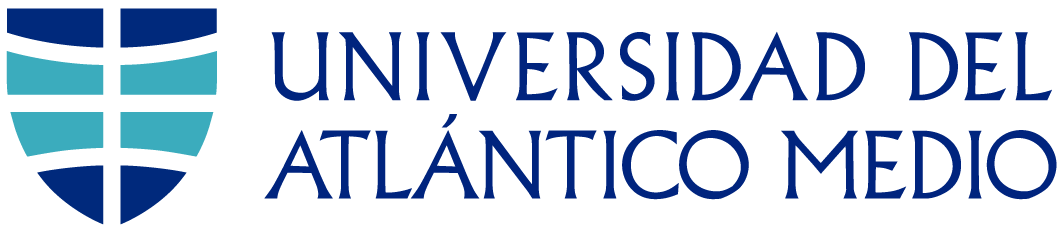 UNIVERSIDAD DEL
ATLÁNTICO MEDIO